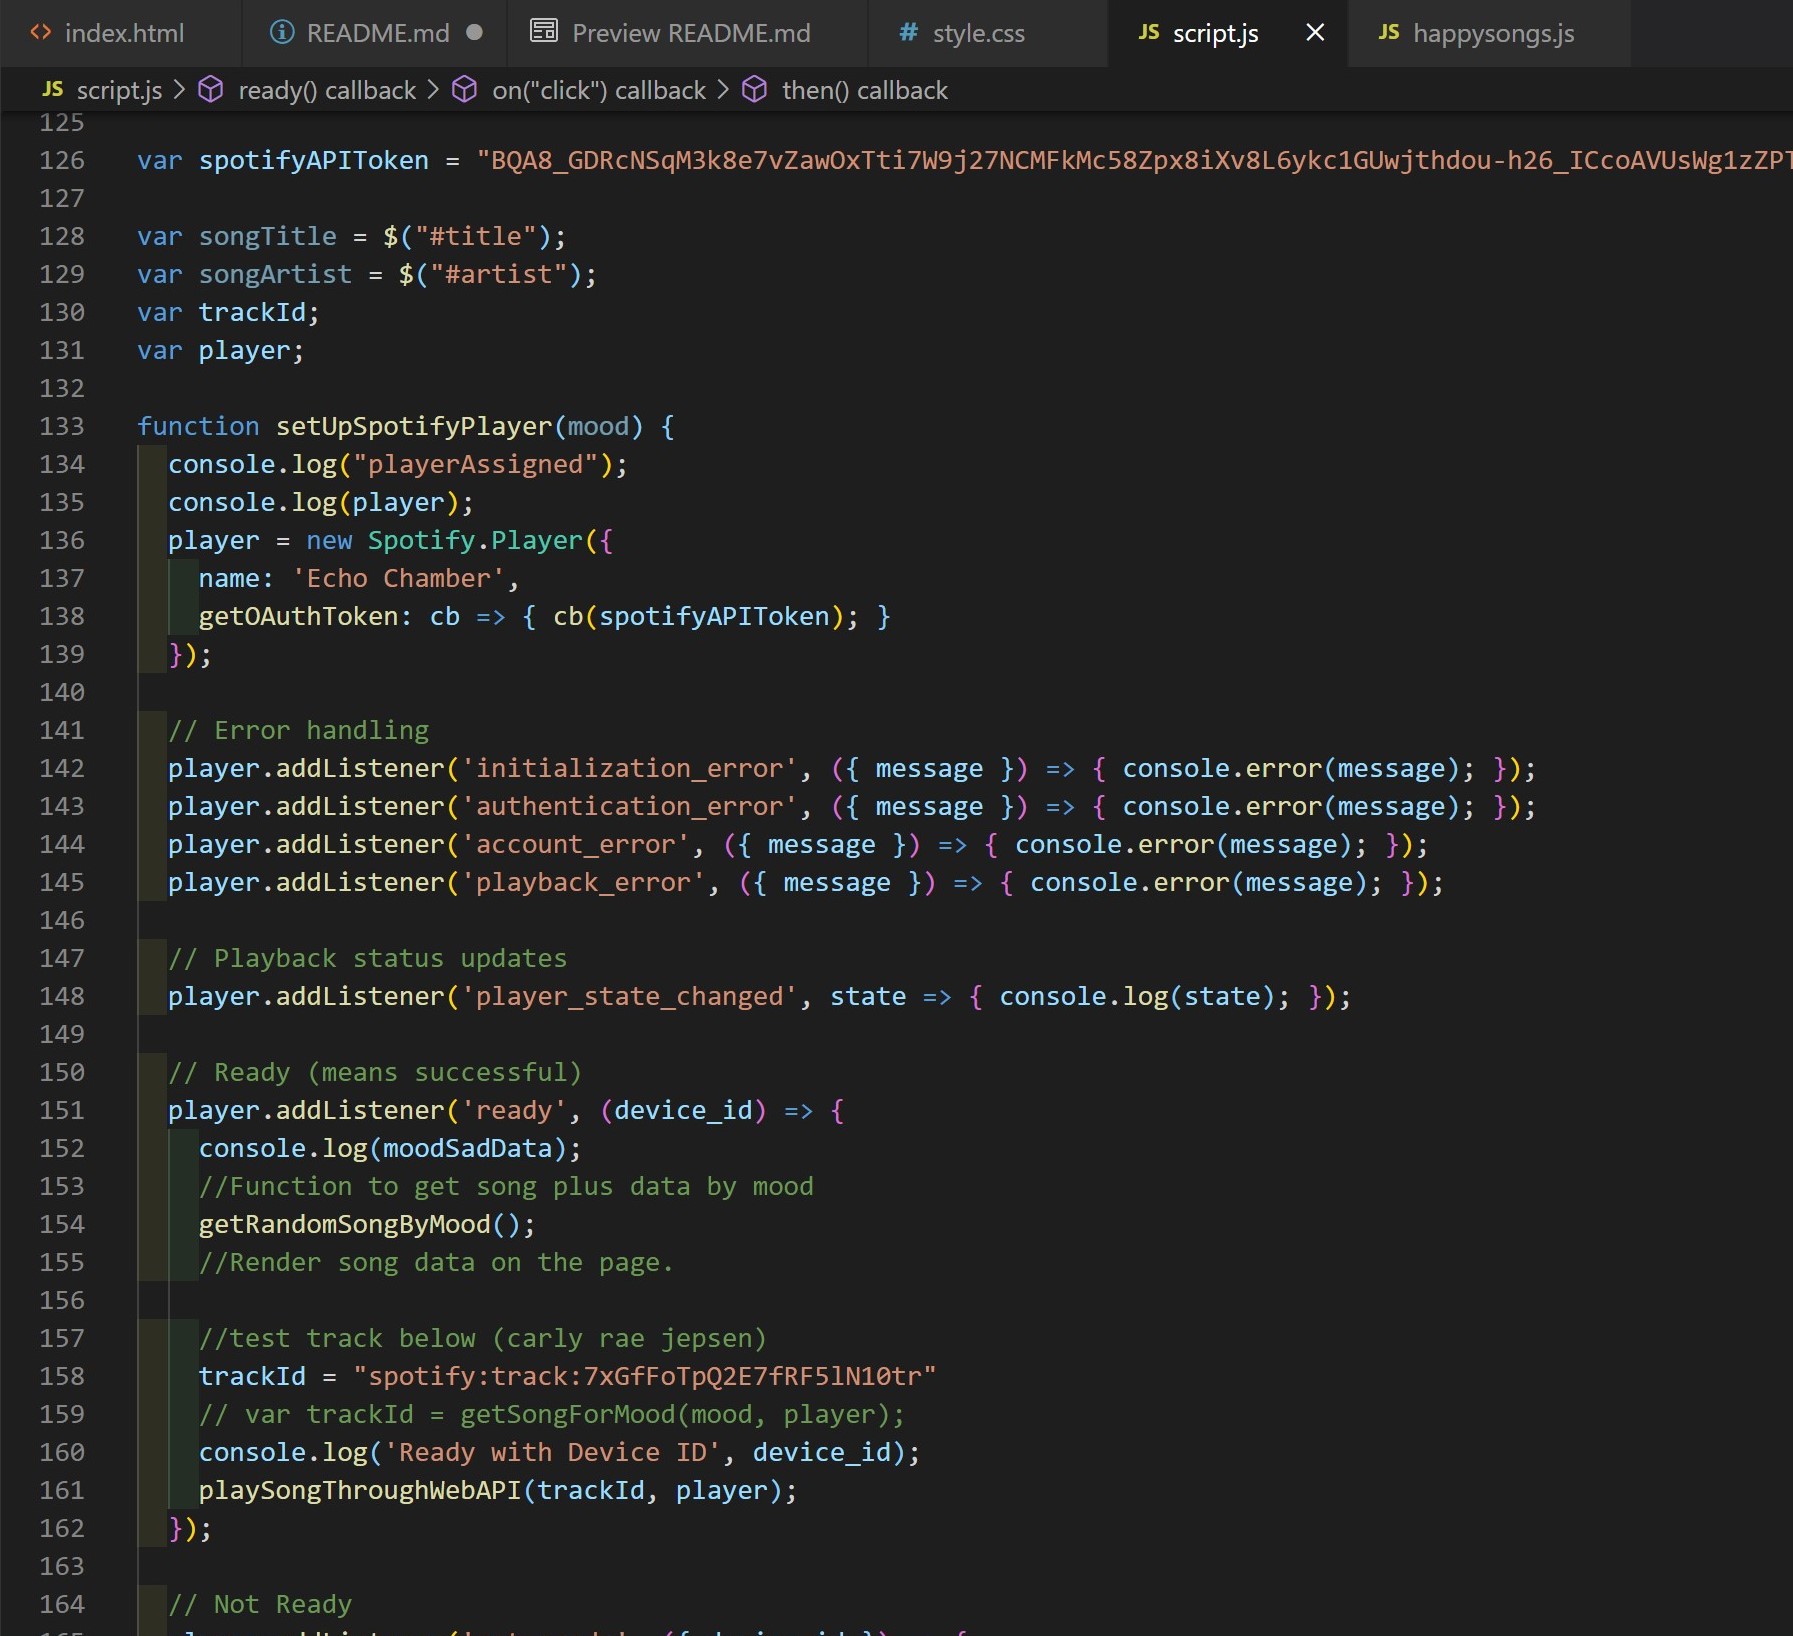 index.html README.md Preview README.md # style.css JS script.js JS happysongs.js
JS script.js > ready() callback > on("click") callback > then() callback
125
126 var spotifyAPIToken = "BQA8_GDRcNSqM3k8e7vZawOxTti7W9j27NCMFkMc58Zpx8iXv8L6ykc1GUwjthdou-h26_ICcoAVUsWg1zZPT
127
128 var songTitle = $("#title");
129 var songArtist = $("#artist");
130 var trackId;
131 var player;
132
133 function setUpSpotifyPlayer(mood) {
134 console.log("playerAssigned");
135 console.log(player);
136 player = new Spotify.Player({
137 name: 'Echo Chamber',
138 getOAuthToken: cb => { cb(spotifyAPIToken); }
139 });
140
141 // Error handling
142 player.addListener('initialization_error', ({ message }) => { console.error(message); });
143 player.addListener('authentication_error', ({ message }) => { console.error(message); });
144 player.addListener('account_error', ({ message }) => { console.error(message); });
145 player.addListener('playback_error', ({ message }) => { console.error(message); });
146
147 // Playback status updates
148 player.addListener('player_state_changed', state => { console.log(state); });
149
150 // Ready (means successful)
151 player.addListener('ready', (device_id) => {
152 console.log(moodSadData);
153 //Function to get song plus data by mood
154 getRandomSongByMood();
155 //Render song data on the page.
156
157 //test track below (carly rae jepsen)
158 trackId = "spotify:track:7xGfFoTpQ2E7fRF5lN10tr"
159 // var trackId = getSongForMood(mood, player);
160 console.log('Ready with Device ID', device_id);
161 playSongThroughWebAPI(trackId, player);
162 });
163
164 // Not Ready